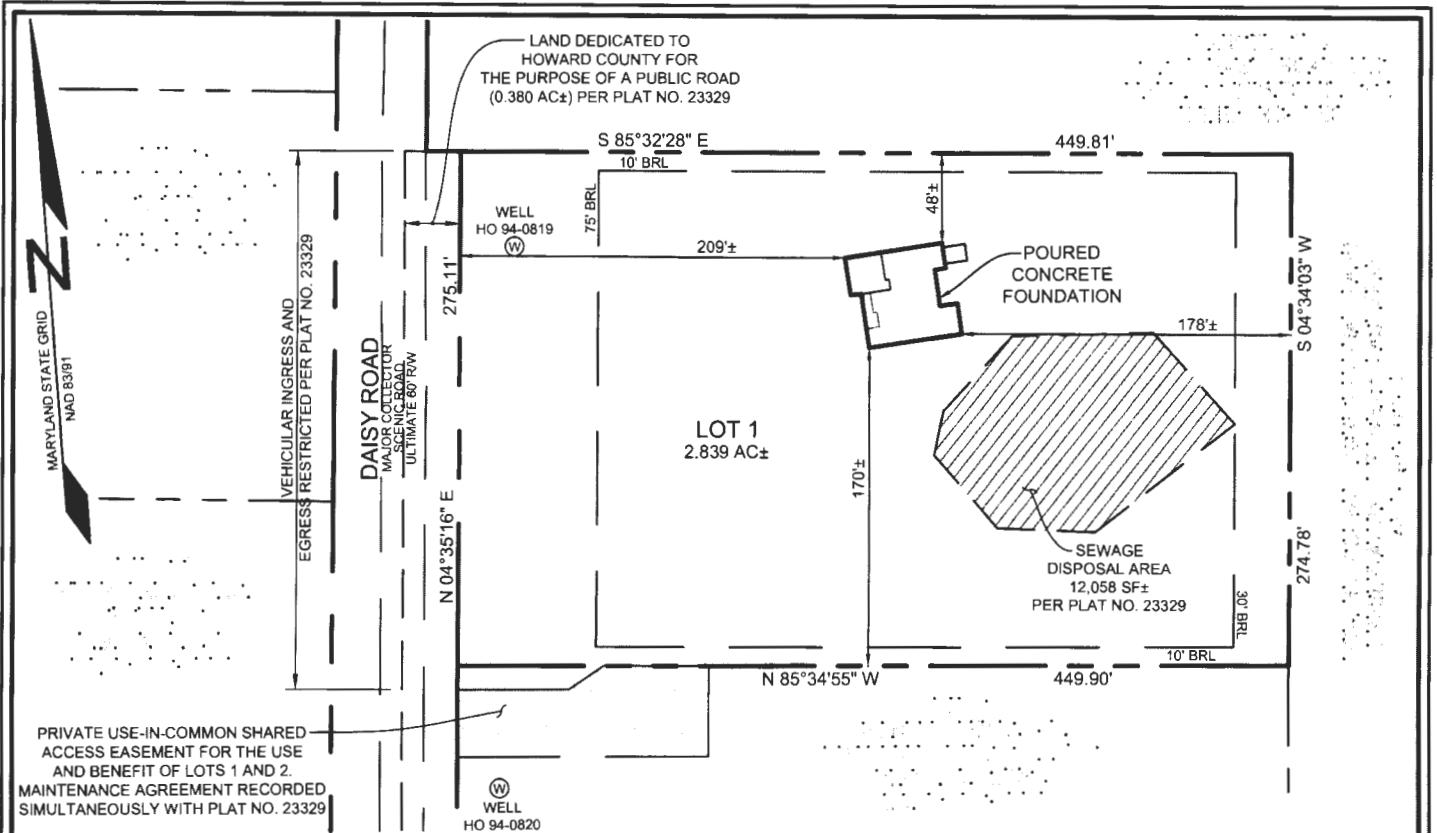 LAND DEDICATED TO
HOWARD COUNTY FOR
THE PURPOSE OF A PUBLIC ROAD
(0.380 AC±) PER PLAT NO. 23329
S 85°32'28" E
449.81'
10' BRL
75' BRL
WELL
HO 94-0819
W
209'±
48'±
POURED
CONCRETE
FOUNDATION
178'±
S 04°34'03" W
274.78'
275.11'
N 04°35'16" E
N
MARYLAND STATE GRID
NAD 83/91
VEHICULAR INGRESS AND
EGRESS RESTRICTED PER PLAT NO. 23329
DAISY ROAD
MAJOR COLLECTOR
SCENIC ROAD
ULTIMATE 60' R/W
LOT 1
2.839 AC±
170'±
SEWAGE
DISPOSAL AREA
12,058 SF±
PER PLAT NO. 23329
30' BRL
10' BRL
N 85°34'55" W
449.90'
PRIVATE USE-IN-COMMON SHARED
ACCESS EASEMENT FOR THE USE
AND BENEFIT OF LOTS 1 AND 2.
MAINTENANCE AGREEMENT RECORDED
SIMULTANEOUSLY WITH PLAT NO. 23329
W
WELL
HO 94-0820